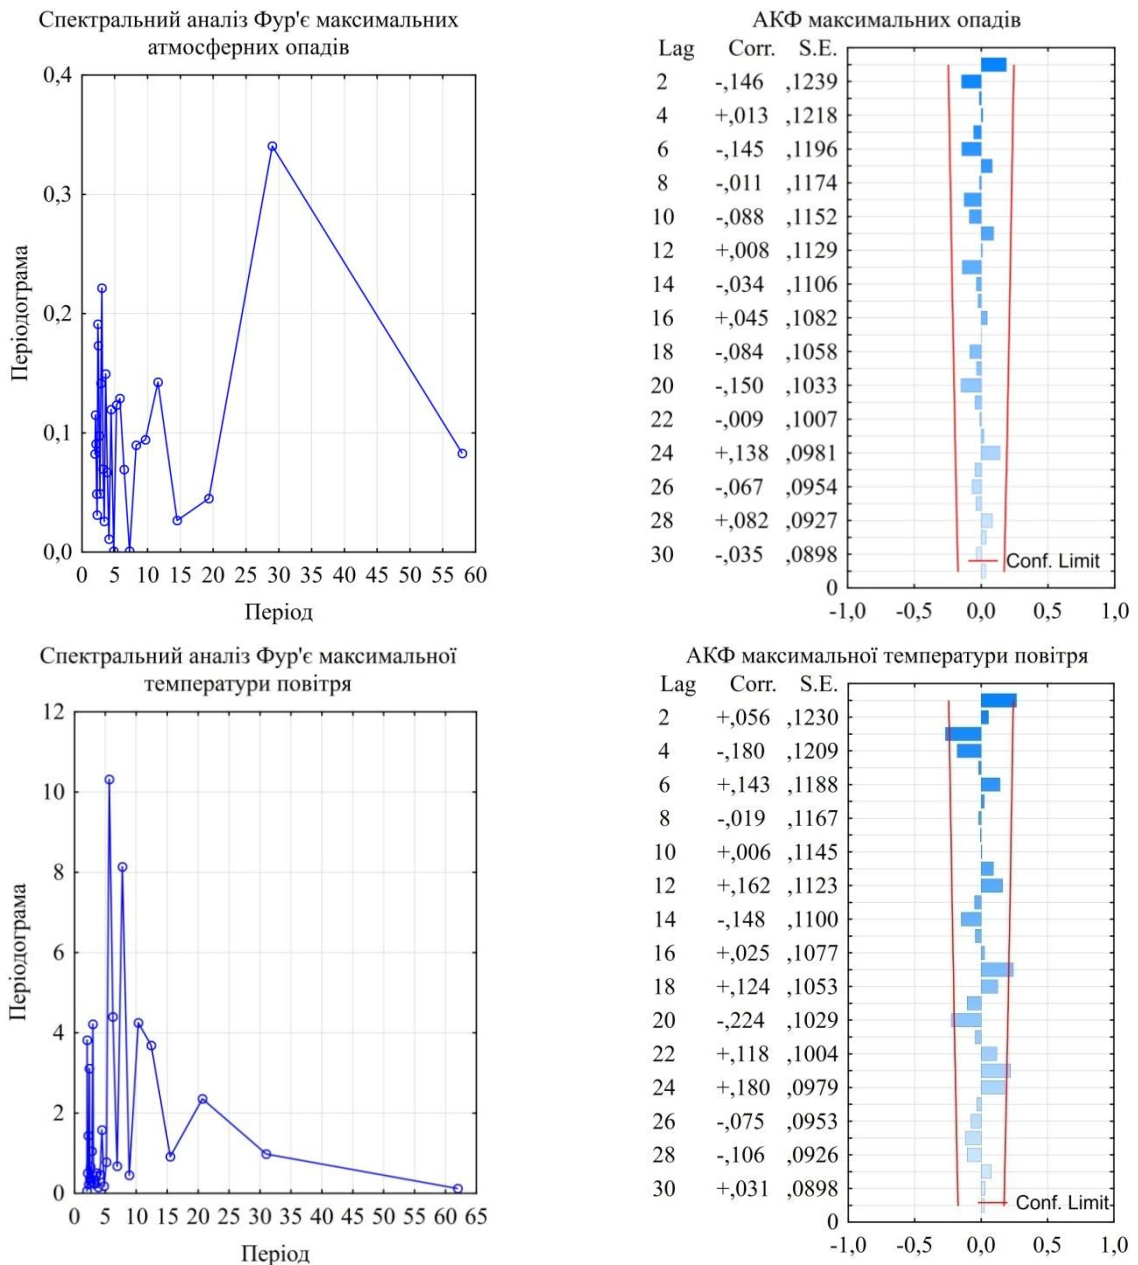 Спектральний аналіз Фур'є максимальних
атмосферних опадів
0,4
0,3
0,2
0,1
0,0
Періодограма
0 5 10 15 20 25 30 35 40 45 50 55 60
Період
АКФ максимальних опадів
Lag Corr. S.E.
2 -,146 ,1239
4 +,013 ,1218
6 -,145 ,1196
8 -,011 ,1174
10 -,088 ,1152
12 +,008 ,1129
14 -,034 ,1106
16 +,045 ,1082
18 -,084 ,1058
20 -,150 ,1033
22 -,009 ,1007
24 +,138 ,0981
26 -,067 ,0954
28 +,082 ,0927
30 -,035 ,0898
Conf. Limit
0
-1,0 -0,5 0,0 0,5 1,0
Спектральний аналіз Фур'є максимальної
температури повітря
12
10
8
6
4
2
0
Періодограма
0 5 10 15 20 25 30 35 40 45 50 55 60 65
Період
АКФ максимальної температури повітря
Lag Corr. S.E.
2 +,056 ,1230
4 -,180 ,1209
6 +,143 ,1188
8 -,019 ,1167
10 +,006 ,1145
12 +,162 ,1123
14 -,148 ,1100
16 +,025 ,1077
18 +,124 ,1053
20 -,224 ,1029
22 +,118 ,1004
24 +,180 ,0979
26 -,075 ,0953
28 -,106 ,0926
30 +,031 ,0898
Conf. Limit
0
-1,0 -0,5 0,0 0,5 1,0